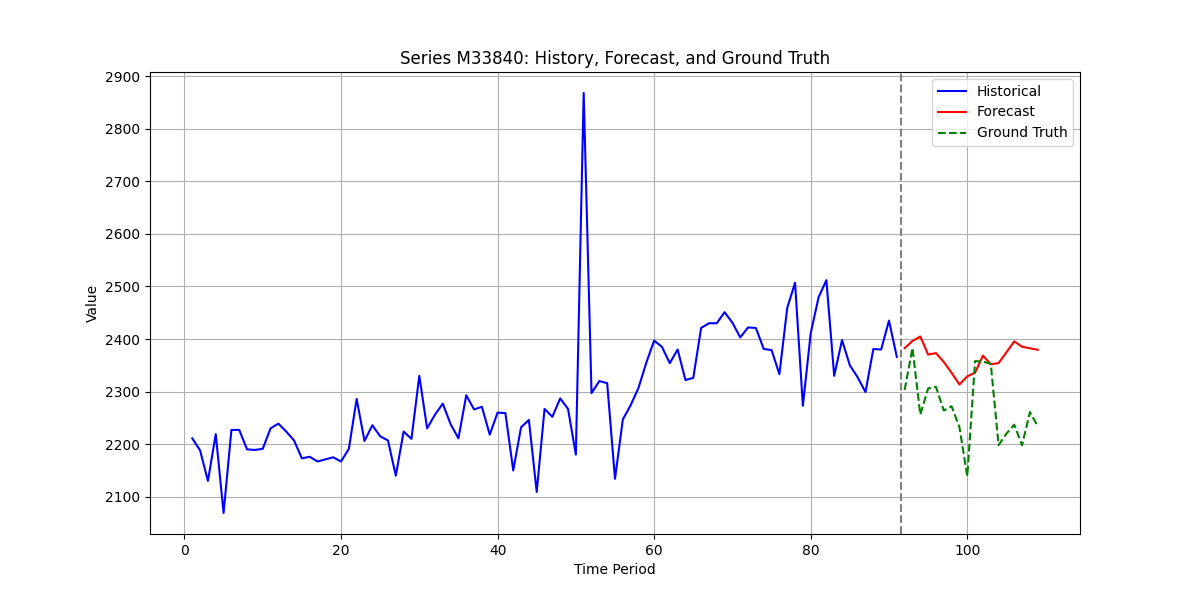 Series M33840: History, Forecast, and Ground Truth
2900
2800
2700
2600
2500
2400
2300
2200
2100
Value
Historical
Forecast
Ground Truth
0
20
40
60
80
100
Time Period